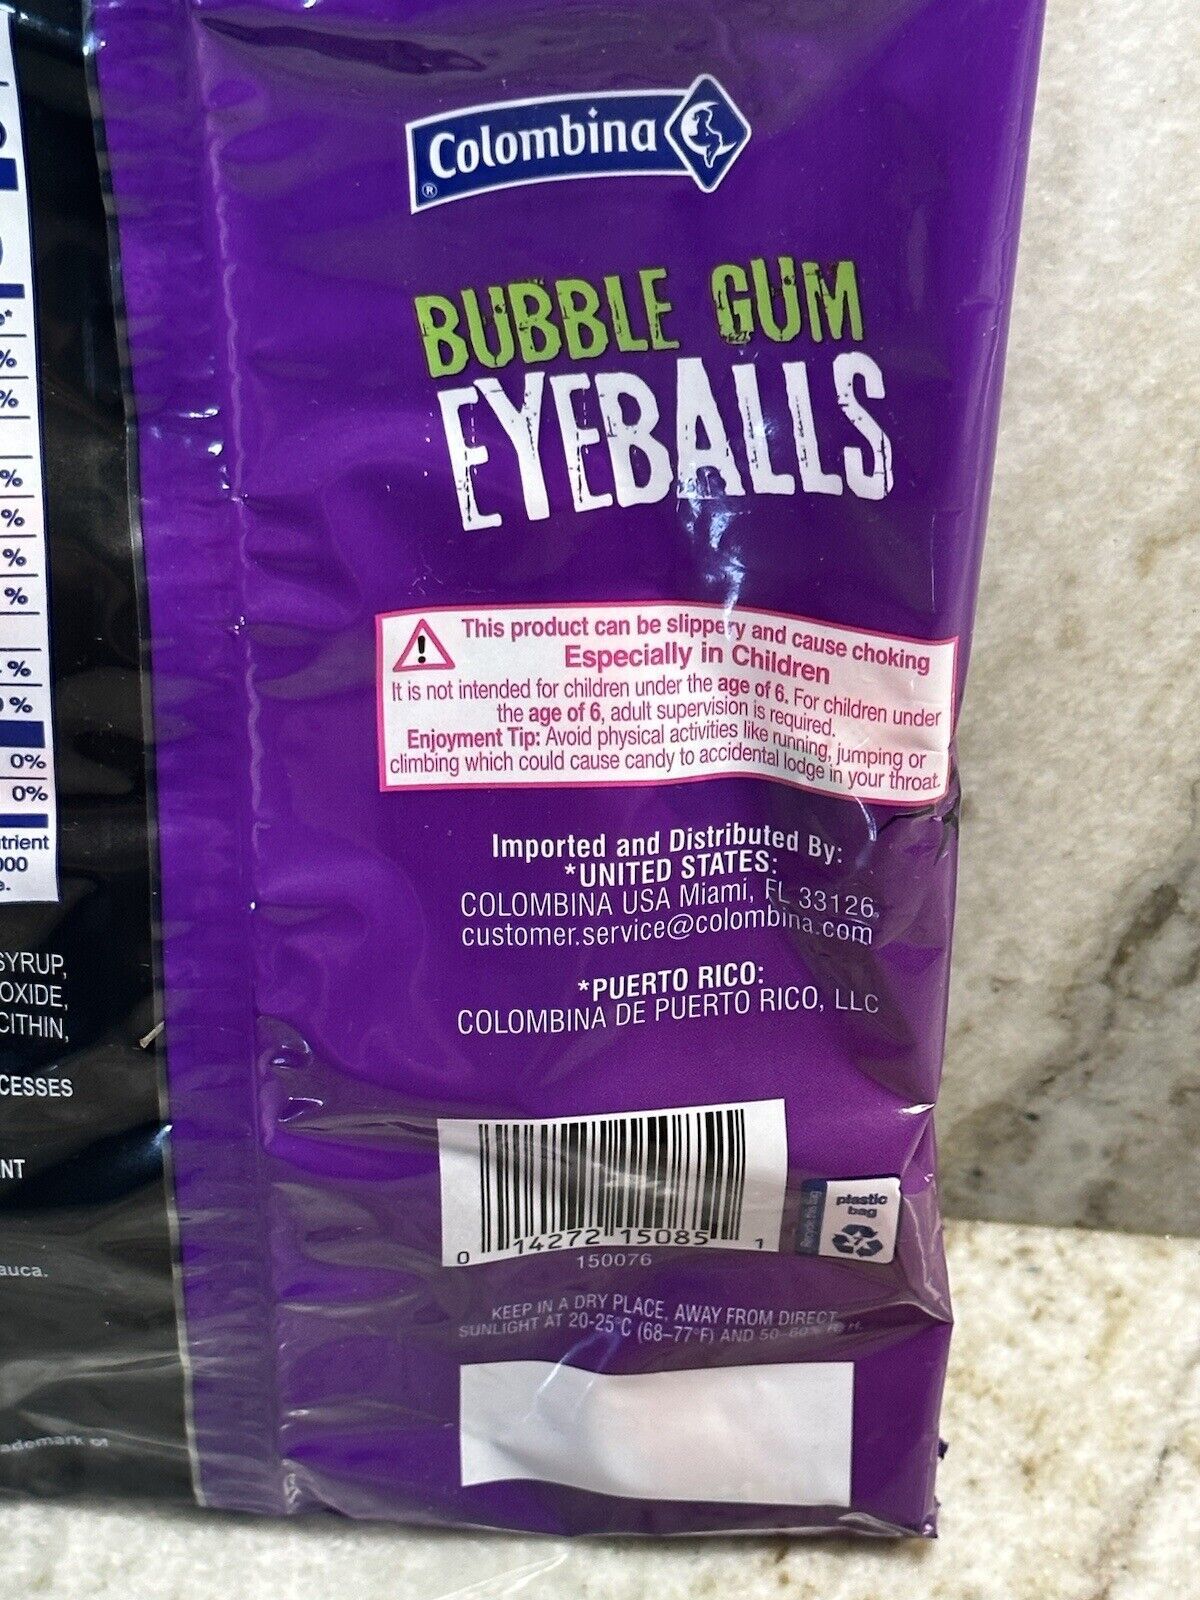 Colombina
®
BUBBLE GUM
EYEBALLS
This product can be slippery and cause choking
Especially in Children
It is not intended for children under the age of 6. For children under
the age of 6, adult supervision is required.
Enjoyment Tip: Avoid physical activities like running, jumping or
climbing which could cause candy to accidental lodge in your throat.
Imported and Distributed By:
*UNITED STATES:
COLOMBINA USA Miami, FL 33126.
customer.service@colombina.com
*PUERTO RICO:
COLOMBINA DE PUERTO RICO, LLC
0 14272 15085 1
150076
plastic
bag
KEEP IN A DRY PLACE, AWAY FROM DIRECT
SUNLIGHT AT 20-25°C (68-77°F) AND 50-60% R.H.
%
%
%
%
%
%
%
%
0%
0%
000
SYRUP,